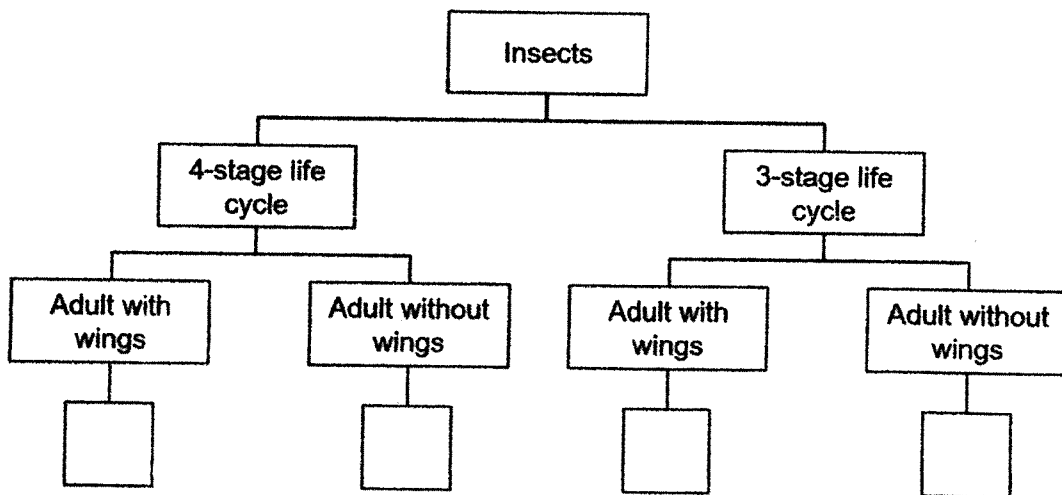 Insects
4-stage life
cycle
3-stage life
cycle
Adult with
wings
Adult without
wings
Adult with
wings
Adult without
wings